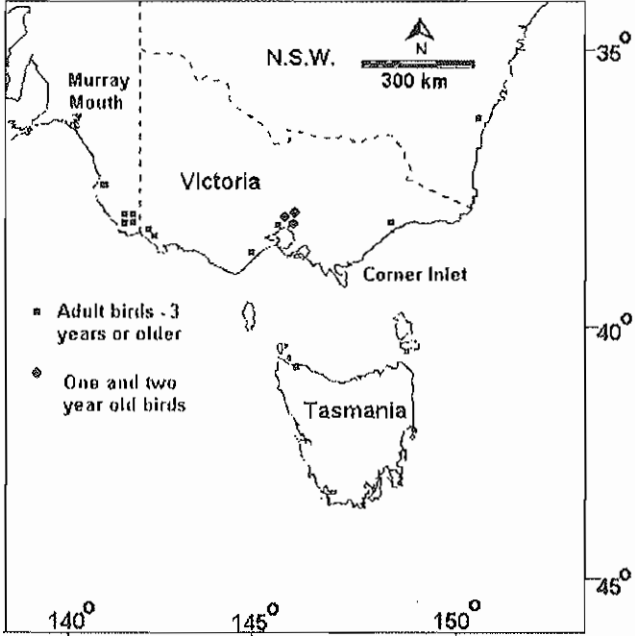 N
N.S.W.
300 km
35°
Murray
Mouth
Victoria
Corner Inlet
Adult birds - 3
years or older
40°
One and two
year old birds
Tasmania
45°
140°
145°
150°